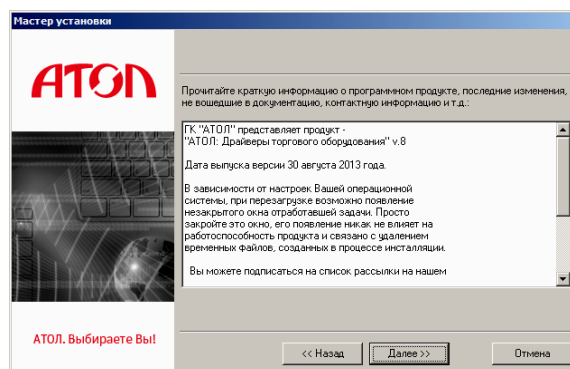 Мастер установки
АТОЛ
Прочитайте краткую информацию о программном продукте, последние изменения,
не вошедшие в документацию, контактную информацию и т.д.:
ГК "АТОЛ" представляет продукт -
"АТОЛ: Драйверы торгового оборудования" v.8
Дата выпуска версии 30 августа 2013 года.
В зависимости от настроек Вашей операционной
системы, при перезагрузке возможно появление
незакрытого окна отработавшей задачи. Просто
закройте это окно, его появление никак не влияет на
работоспособность продукта и связано с удалением
временных файлов, созданных в процессе инсталляции.
Вы можете подписаться на список рассылки на нашем
АТОЛ. Выбираете Вы!
<< Назад
Далее >>
Отмена